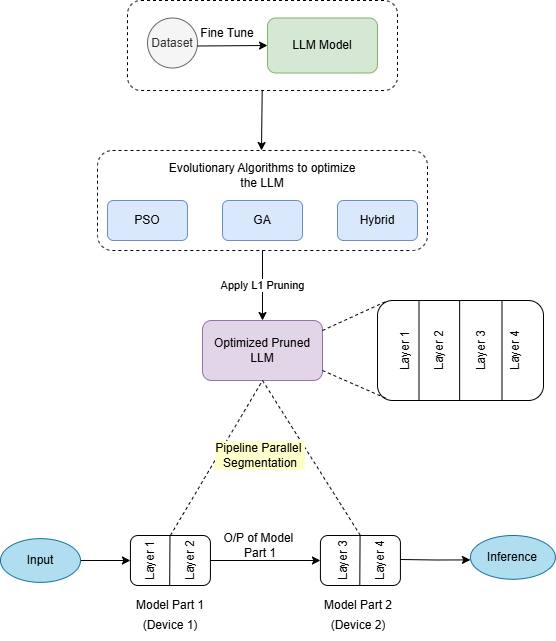 Dataset
Fine Tune
LLM Model
Evolutionary Algorithms to optimize
the LLM
PSO
GA
Hybrid
Apply L1 Pruning
Optimized Pruned
LLM
Layer 1
Layer 2
Layer 3
Layer 4
Pipeline Parallel
Segmentation
Input
Layer 1
Layer 2
O/P of Model
Part 1
Layer 3
Layer 4
Inference
Model Part 1
(Device 1)
Model Part 2
(Device 2)